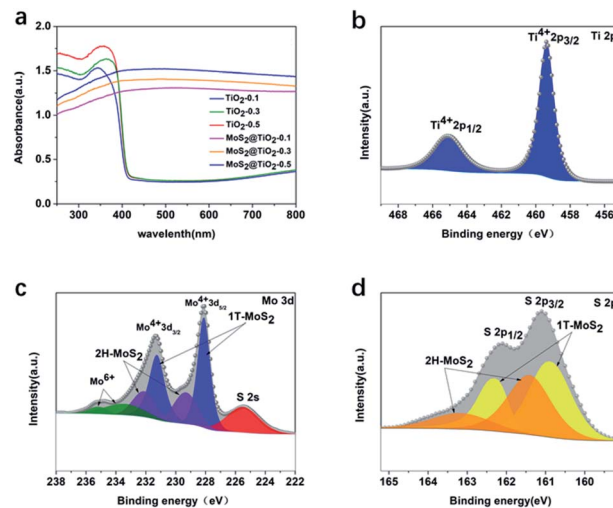 a
2.0
1.5
1.0
0.5
0.0
Absorbance(a.u.)
TiO₂-0.1
TiO₂-0.3
TiO₂-0.5
MoS₂@TiO₂-0.1
MoS₂@TiO₂-0.3
MoS₂@TiO₂-0.5
300 400 500 600 700 800
wavelenth(nm)
b
Ti⁴⁺2p₃/₂
Ti 2p
Ti⁴⁺2p₁/₂
Intensity(a.u.)
468 465 462 460 458 456
Binding energy (eV)
c
Mo⁴⁺3d₅/₂
Mo 3d
Mo⁴⁺3d₃/₂
1T-MoS₂
2H-MoS₂
Mo⁶⁺
S 2s
Intensity(a.u.)
238 236 234 232 230 228 226 224 222
Binding energy（eV）
d
S 2p₃/₂
S 2p
S 2p₁/₂
1T-MoS₂
2H-MoS₂
Intensity(a.u.)
165 164 163 162 161 160
Binding energy(eV)